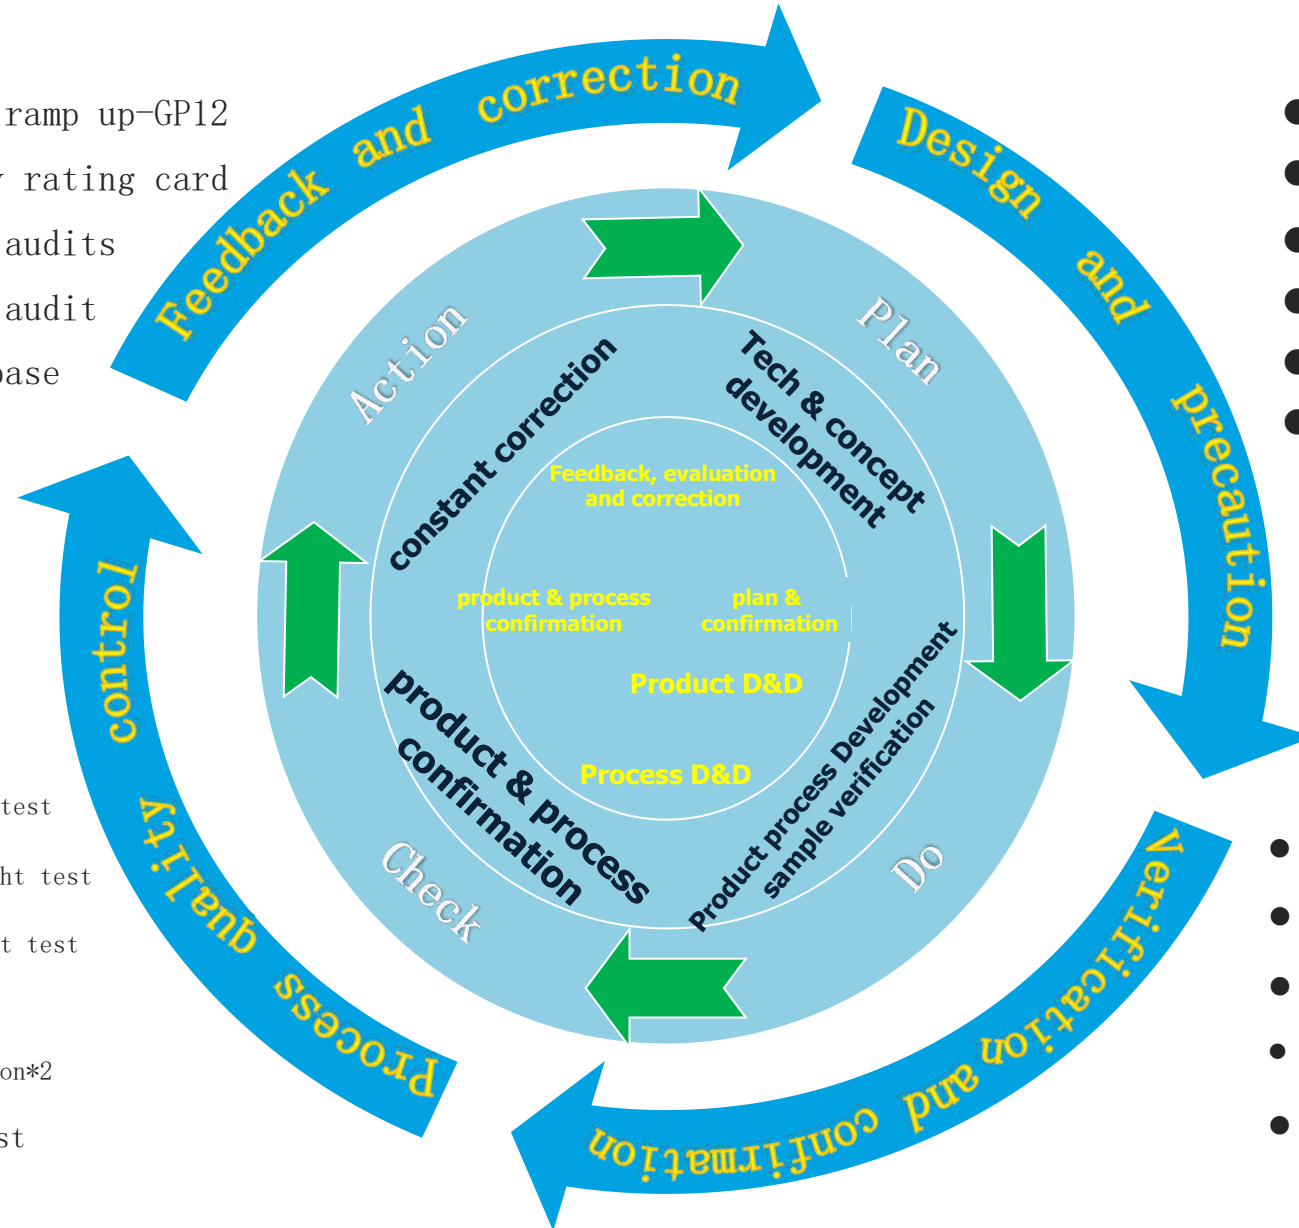 ramp up-GP12
rating card
audits
audit
base
test
ht test
t test
on*2
st
Feedback and correction
Design and precaution
Verification and confirmation
Process quality control
Action
Plan
Do
Check
constant correction
Tech & concept
development
Product process Development
sample verification
product & process
confirmation
Feedback, evaluation
and correction
product & process
confirmation
plan &
confirmation
Product D&D
Process D&D